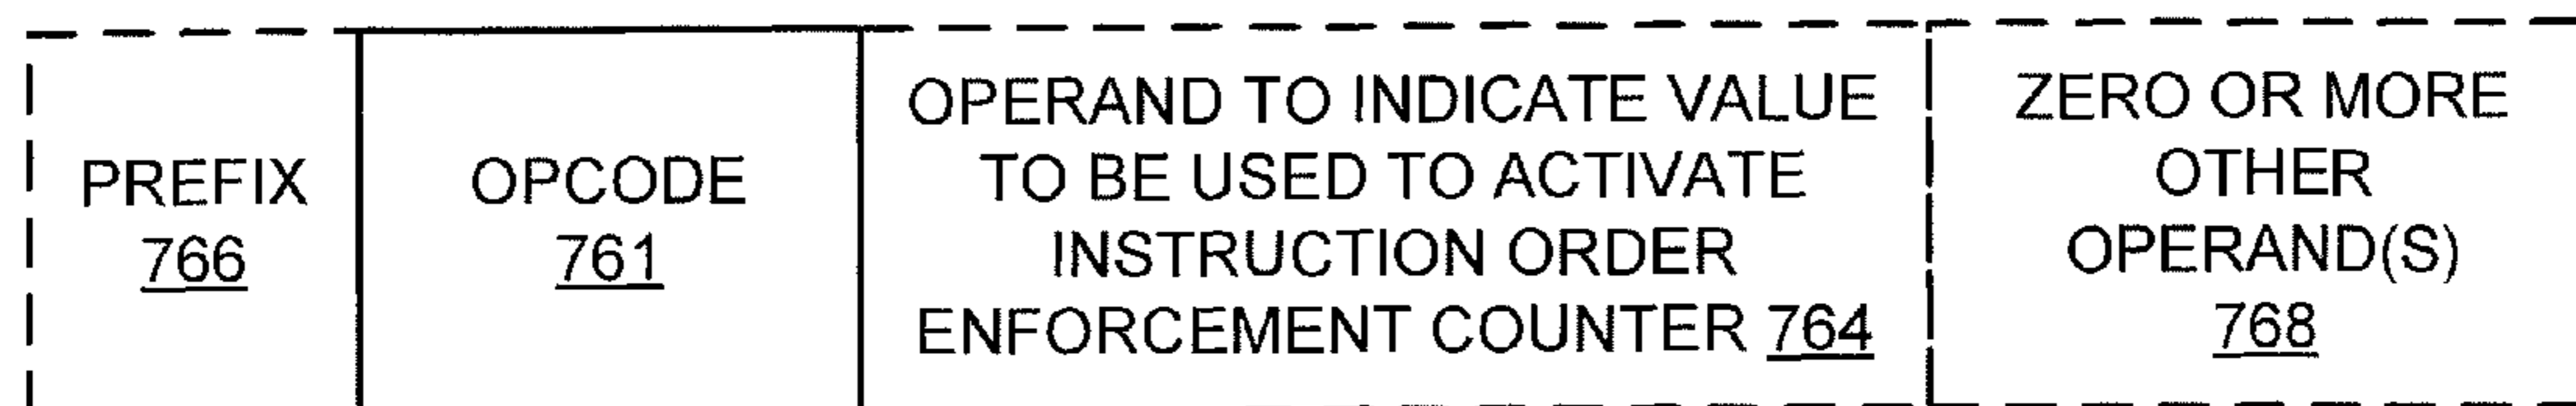 PREFIX
766
OPCODE
761
OPERAND TO INDICATE VALUE
TO BE USED TO ACTIVATE
INSTRUCTION ORDER
ENFORCEMENT COUNTER 764
ZERO OR MORE
OTHER
OPERAND(S)
768